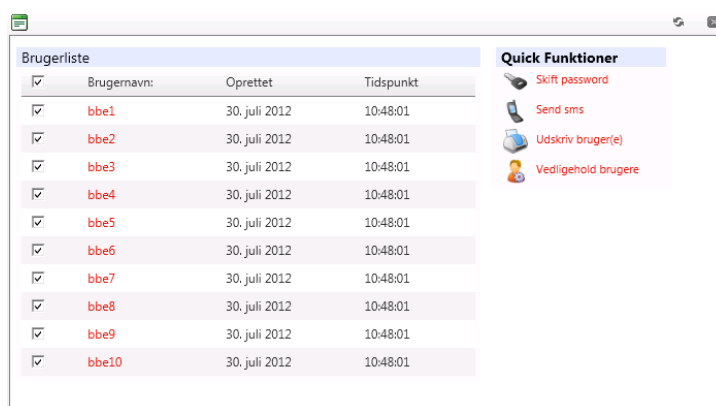 Brugerliste
Brugernavn: Oprettet Tidspunkt
bbe1 30. juli 2012 10:48:01
bbe2 30. juli 2012 10:48:01
bbe3 30. juli 2012 10:48:01
bbe4 30. juli 2012 10:48:01
bbe5 30. juli 2012 10:48:01
bbe6 30. juli 2012 10:48:01
bbe7 30. juli 2012 10:48:01
bbe8 30. juli 2012 10:48:01
bbe9 30. juli 2012 10:48:01
bbe10 30. juli 2012 10:48:01
Quick Funktioner
Skift password
Send sms
Udskriv bruger(e)
Vedligehold brugere